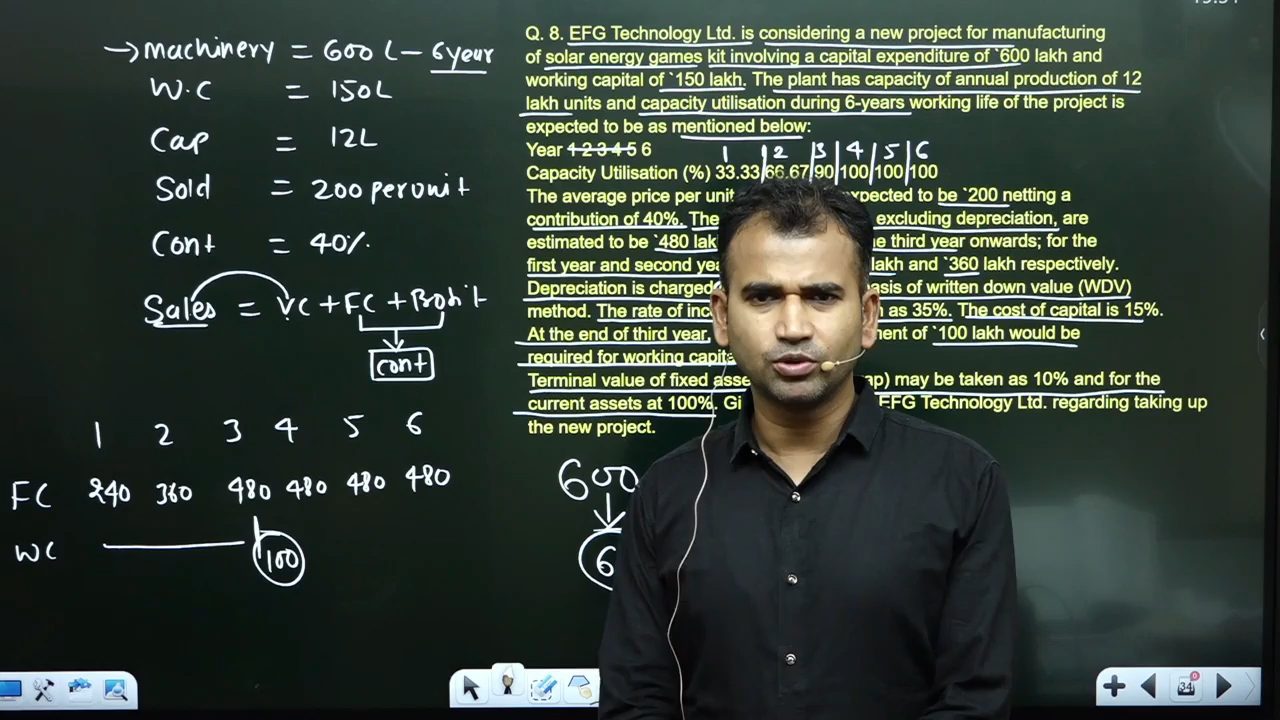 → machinery = 600 L – 6 year
W.C = 150L
Cap = 12L
Sold = 200 per unit
Cont = 40%.
Sales = VC + FC + Profit
cont
1 2 3 4 5 6
FC 240 360 480 480 480 480
WC 100
Q. 8. EFG Technology Ltd. is considering a new project for manufacturing
of solar energy games kit involving a capital expenditure of `600 lakh and
working capital of `150 lakh. The plant has capacity of annual production of 12
lakh units and capacity utilisation during 6-years working life of the project is
expected to be as mentioned below:
Year 1 2 3 4 5 6 1 2 3 4 5 6
Capacity Utilisation (%) 33.33 66.67 90 100 100 100
The average price per unit expected to be `200 netting a
contribution of 40%. The excluding depreciation, are
estimated to be `480 the third year onwards; for the
first year and second lakh and `360 lakh respectively.
Depreciation is charged of written down value (WDV)
method. The rate of as 35%. The cost of capital is 15%.
At the end of third year, of `100 lakh would be
required for working
Terminal value of fixed may be taken as 10% and for the
current assets at 100%. EFG Technology Ltd. regarding taking up
the new project.
600
6
34
0